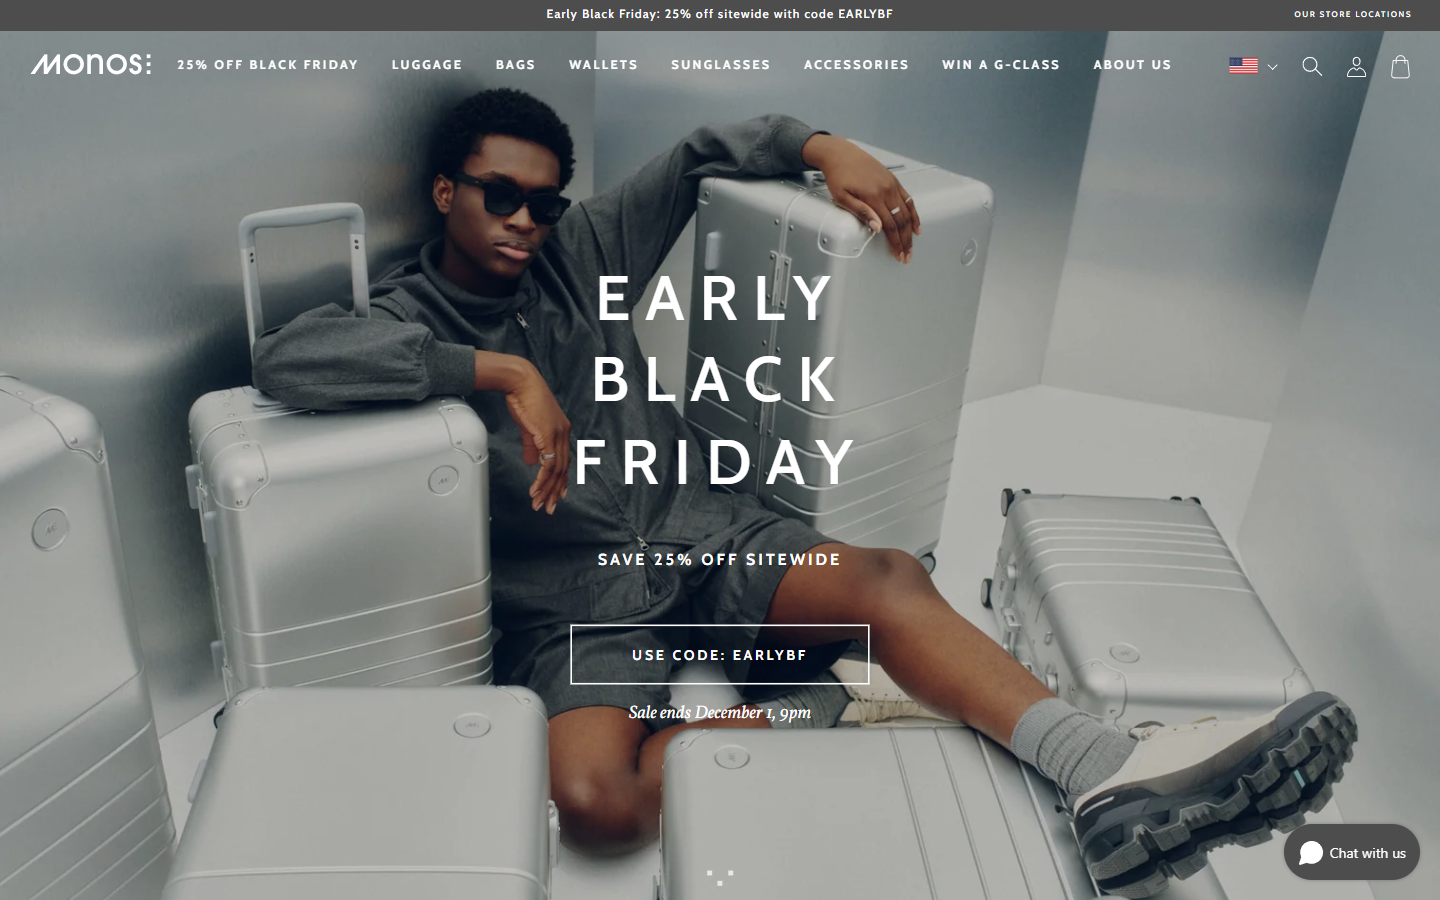 Early Black Friday: 25% off sitewide with code EARLYBF
OUR STORE LOCATIONS
MONOS
25% OFF BLACK FRIDAY
LUGGAGE
BAGS
WALLETS
SUNGLASSES
ACCESSORIES
WIN A G-CLASS
ABOUT US
EARLY
BLACK
FRIDAY
SAVE 25% OFF SITEWIDE
USE CODE: EARLYBF
Sale ends December 1, 9pm
Chat with us